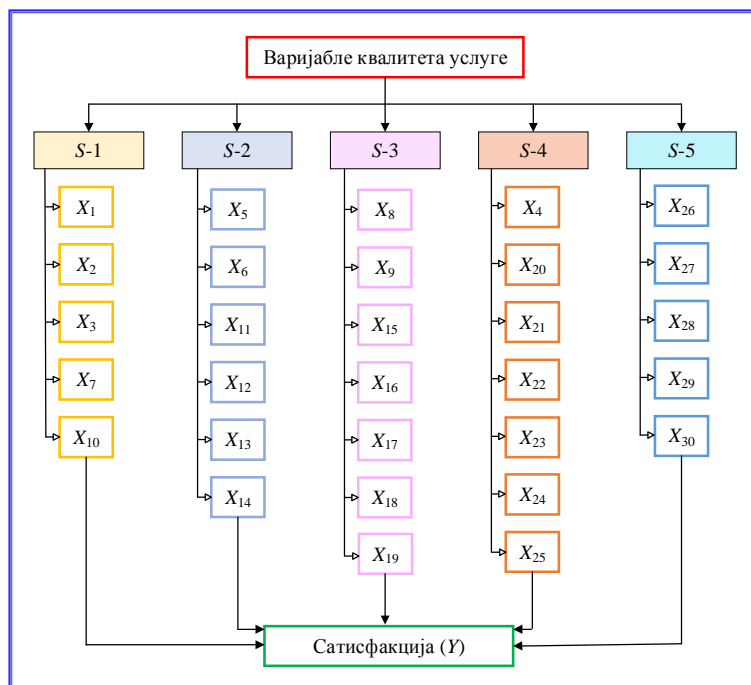 Варијабле квалитета услуге
S-1
S-2
S-3
S-4
S-5
X1
X2
X3
X7
X10
X5
X6
X11
X12
X13
X14
X8
X9
X15
X16
X17
X18
X19
X4
X20
X21
X22
X23
X24
X25
X26
X27
X28
X29
X30
Сатисфакција (Y)